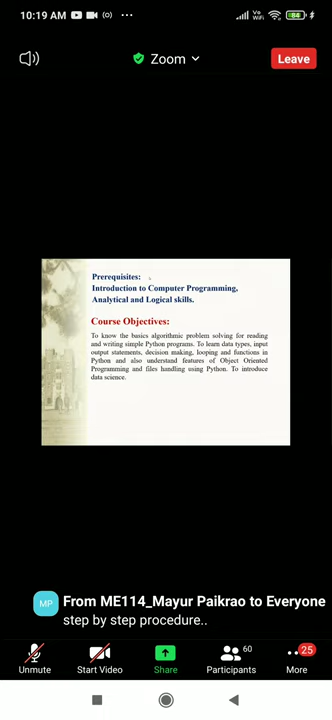 10:19 AM
Vo
WiFi
84
Zoom
Leave
Prerequisites:
Introduction to Computer Programming,
Analytical and Logical skills.
Course Objectives:
To know the basics algorithmic problem solving for reading
and writing simple Python programs. To learn data types, input
output statements, decision making, looping and functions in
Python and also understand features of Object Oriented
Programming and files handling using Python. To introduce
data science.
MP
From ME114_Mayur Paikrao to Everyone
step by step procedure..
60
25
Unmute
Start Video
Share
Participants
More